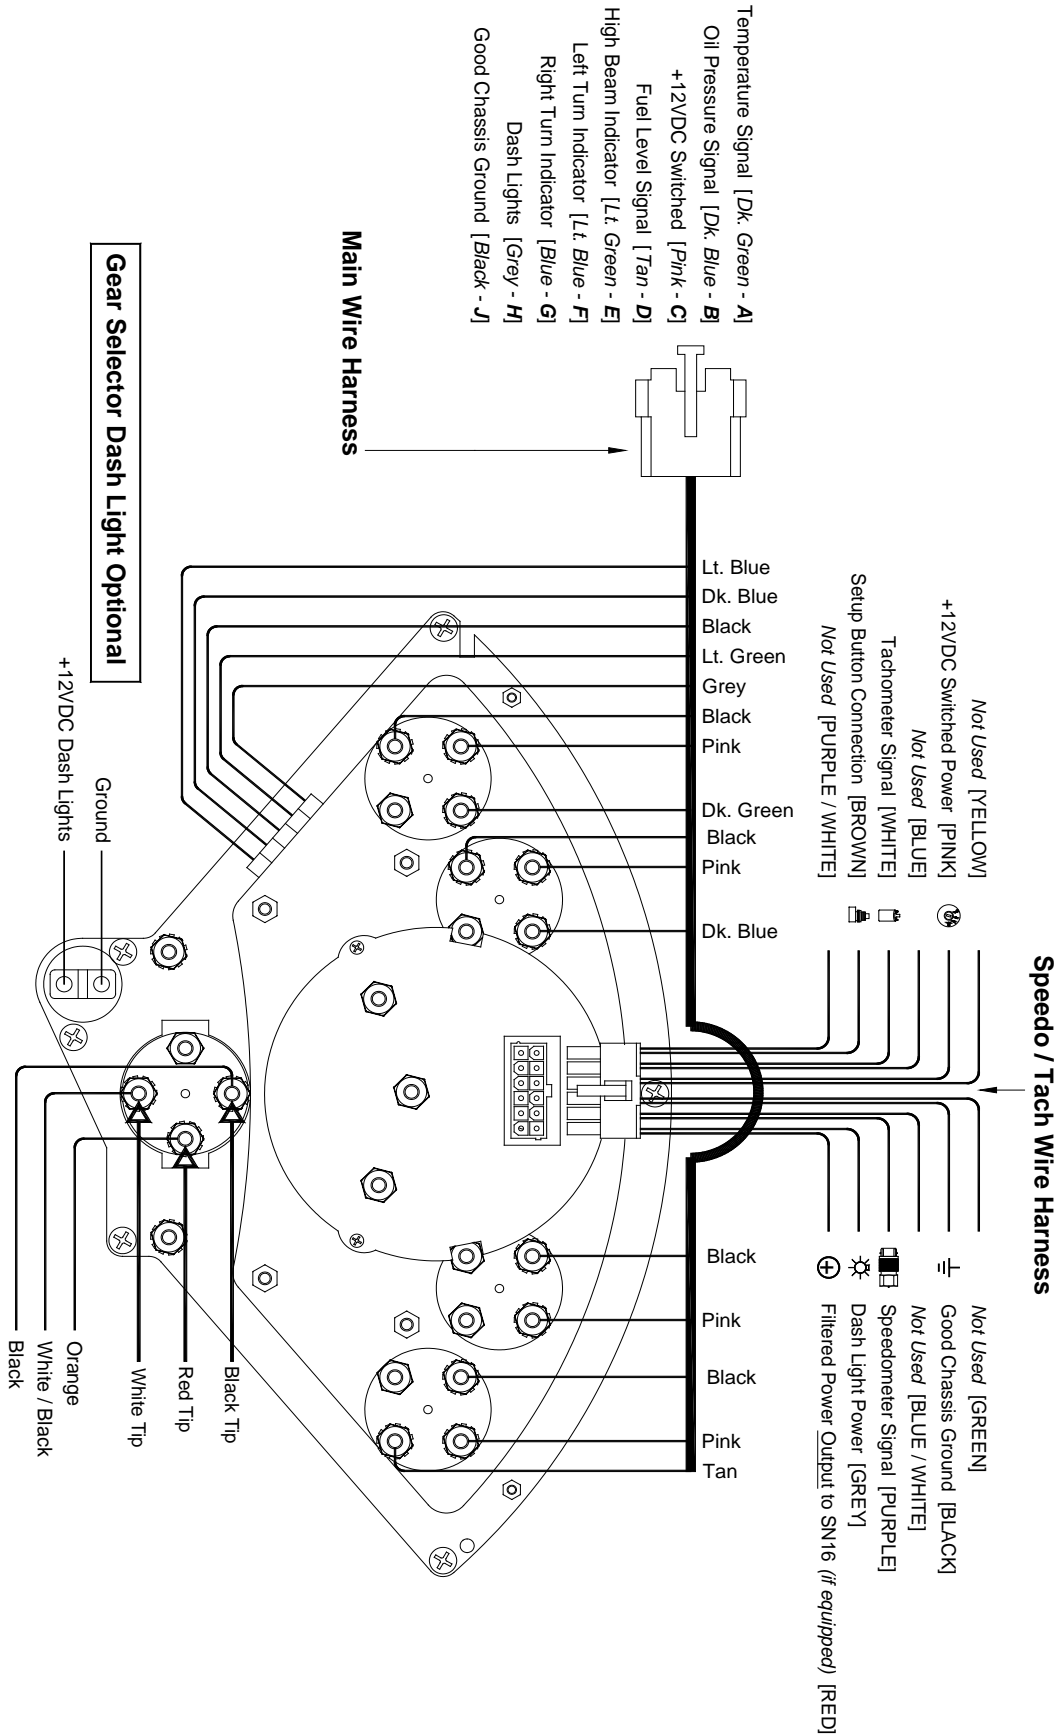 Speedo / Tach Wire Harness
Not Used [YELLOW]
+12VDC Switched Power [PINK]
Not Used [BLUE]
Tachometer Signal [WHITE]
Setup Button Connection [BROWN]
Not Used [PURPLE / WHITE]
Not Used [GREEN]
Good Chassis Ground [BLACK]
Not Used [BLUE / WHITE]
Speedometer Signal [PURPLE]
Dash Light Power [GREY]
Filtered Power Output to SN16 (if equipped) [RED]
Temperature Signal [Dk. Green - A]
Oil Pressure Signal [Dk. Blue - B]
+12VDC Switched [Pink - C]
Fuel Level Signal [Tan - D]
High Beam Indicator [Lt. Green - E]
Left Turn Indicator [Lt. Blue - F]
Right Turn Indicator [Blue - G]
Dash Lights [Grey - H]
Good Chassis Ground [Black - J]
Main Wire Harness
Lt. Blue
Dk. Blue
Black
Lt. Green
Grey
Black
Pink
Dk. Green
Black
Pink
Dk. Blue
Black
Pink
Black
Pink
Tan
Gear Selector Dash Light Optional
Ground
+12VDC Dash Lights
Black Tip
Red Tip
White Tip
Orange
White / Black
Black